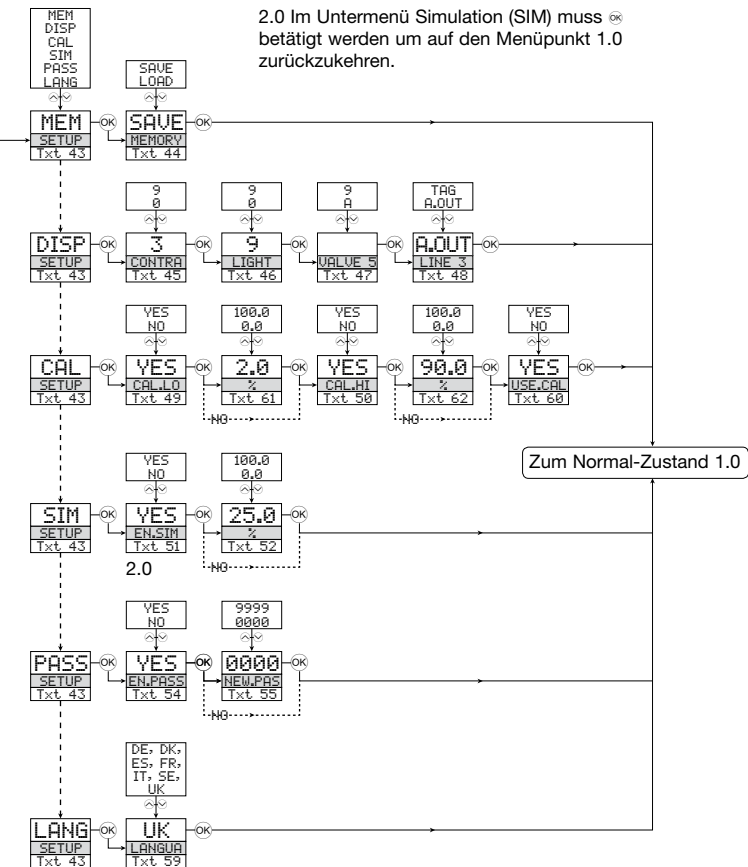 2.0 Im Untermenü Simulation (SIM) muss OK
betätigt werden um auf den Menüpunkt 1.0
zurückzukehren.
MEM
DISP
CAL
SIM
PASS
LANG
SAVE
LOAD
MEM OK SAVE OK
SETUP MEMORY
Txt 43 Txt 44
9 9 9 TAG
0 0 A A.OUT
DISP OK 3 OK 9 OK OK A.OUT OK
SETUP CONTRA LIGHT VALVE 5 LINE 3
Txt 43 Txt 45 Txt 46 Txt 47 Txt 48
YES 100.0 YES 100.0 YES
NO 0.0 NO 0.0 NO
CAL OK YES OK 2.0 OK YES OK 90.0 OK YES OK
SETUP CAL.LO % CAL.HI % USE.CAL
Txt 43 Txt 49 Txt 61 Txt 50 Txt 62 Txt 60
NO NO
Zum Normal-Zustand 1.0
YES 100.0
NO 0.0
SIM OK YES OK 25.0 OK
SETUP EN.SIM %
Txt 43 Txt 51 Txt 52
2.0 NO
YES 9999
NO 0000
PASS OK YES OK 0000 OK
SETUP EN.PASS NEW.PAS
Txt 43 Txt 54 Txt 55
NO
DE, DK,
ES, FR,
IT, SE,
UK
LANG OK UK OK
SETUP LANGUA
Txt 43 Txt 59